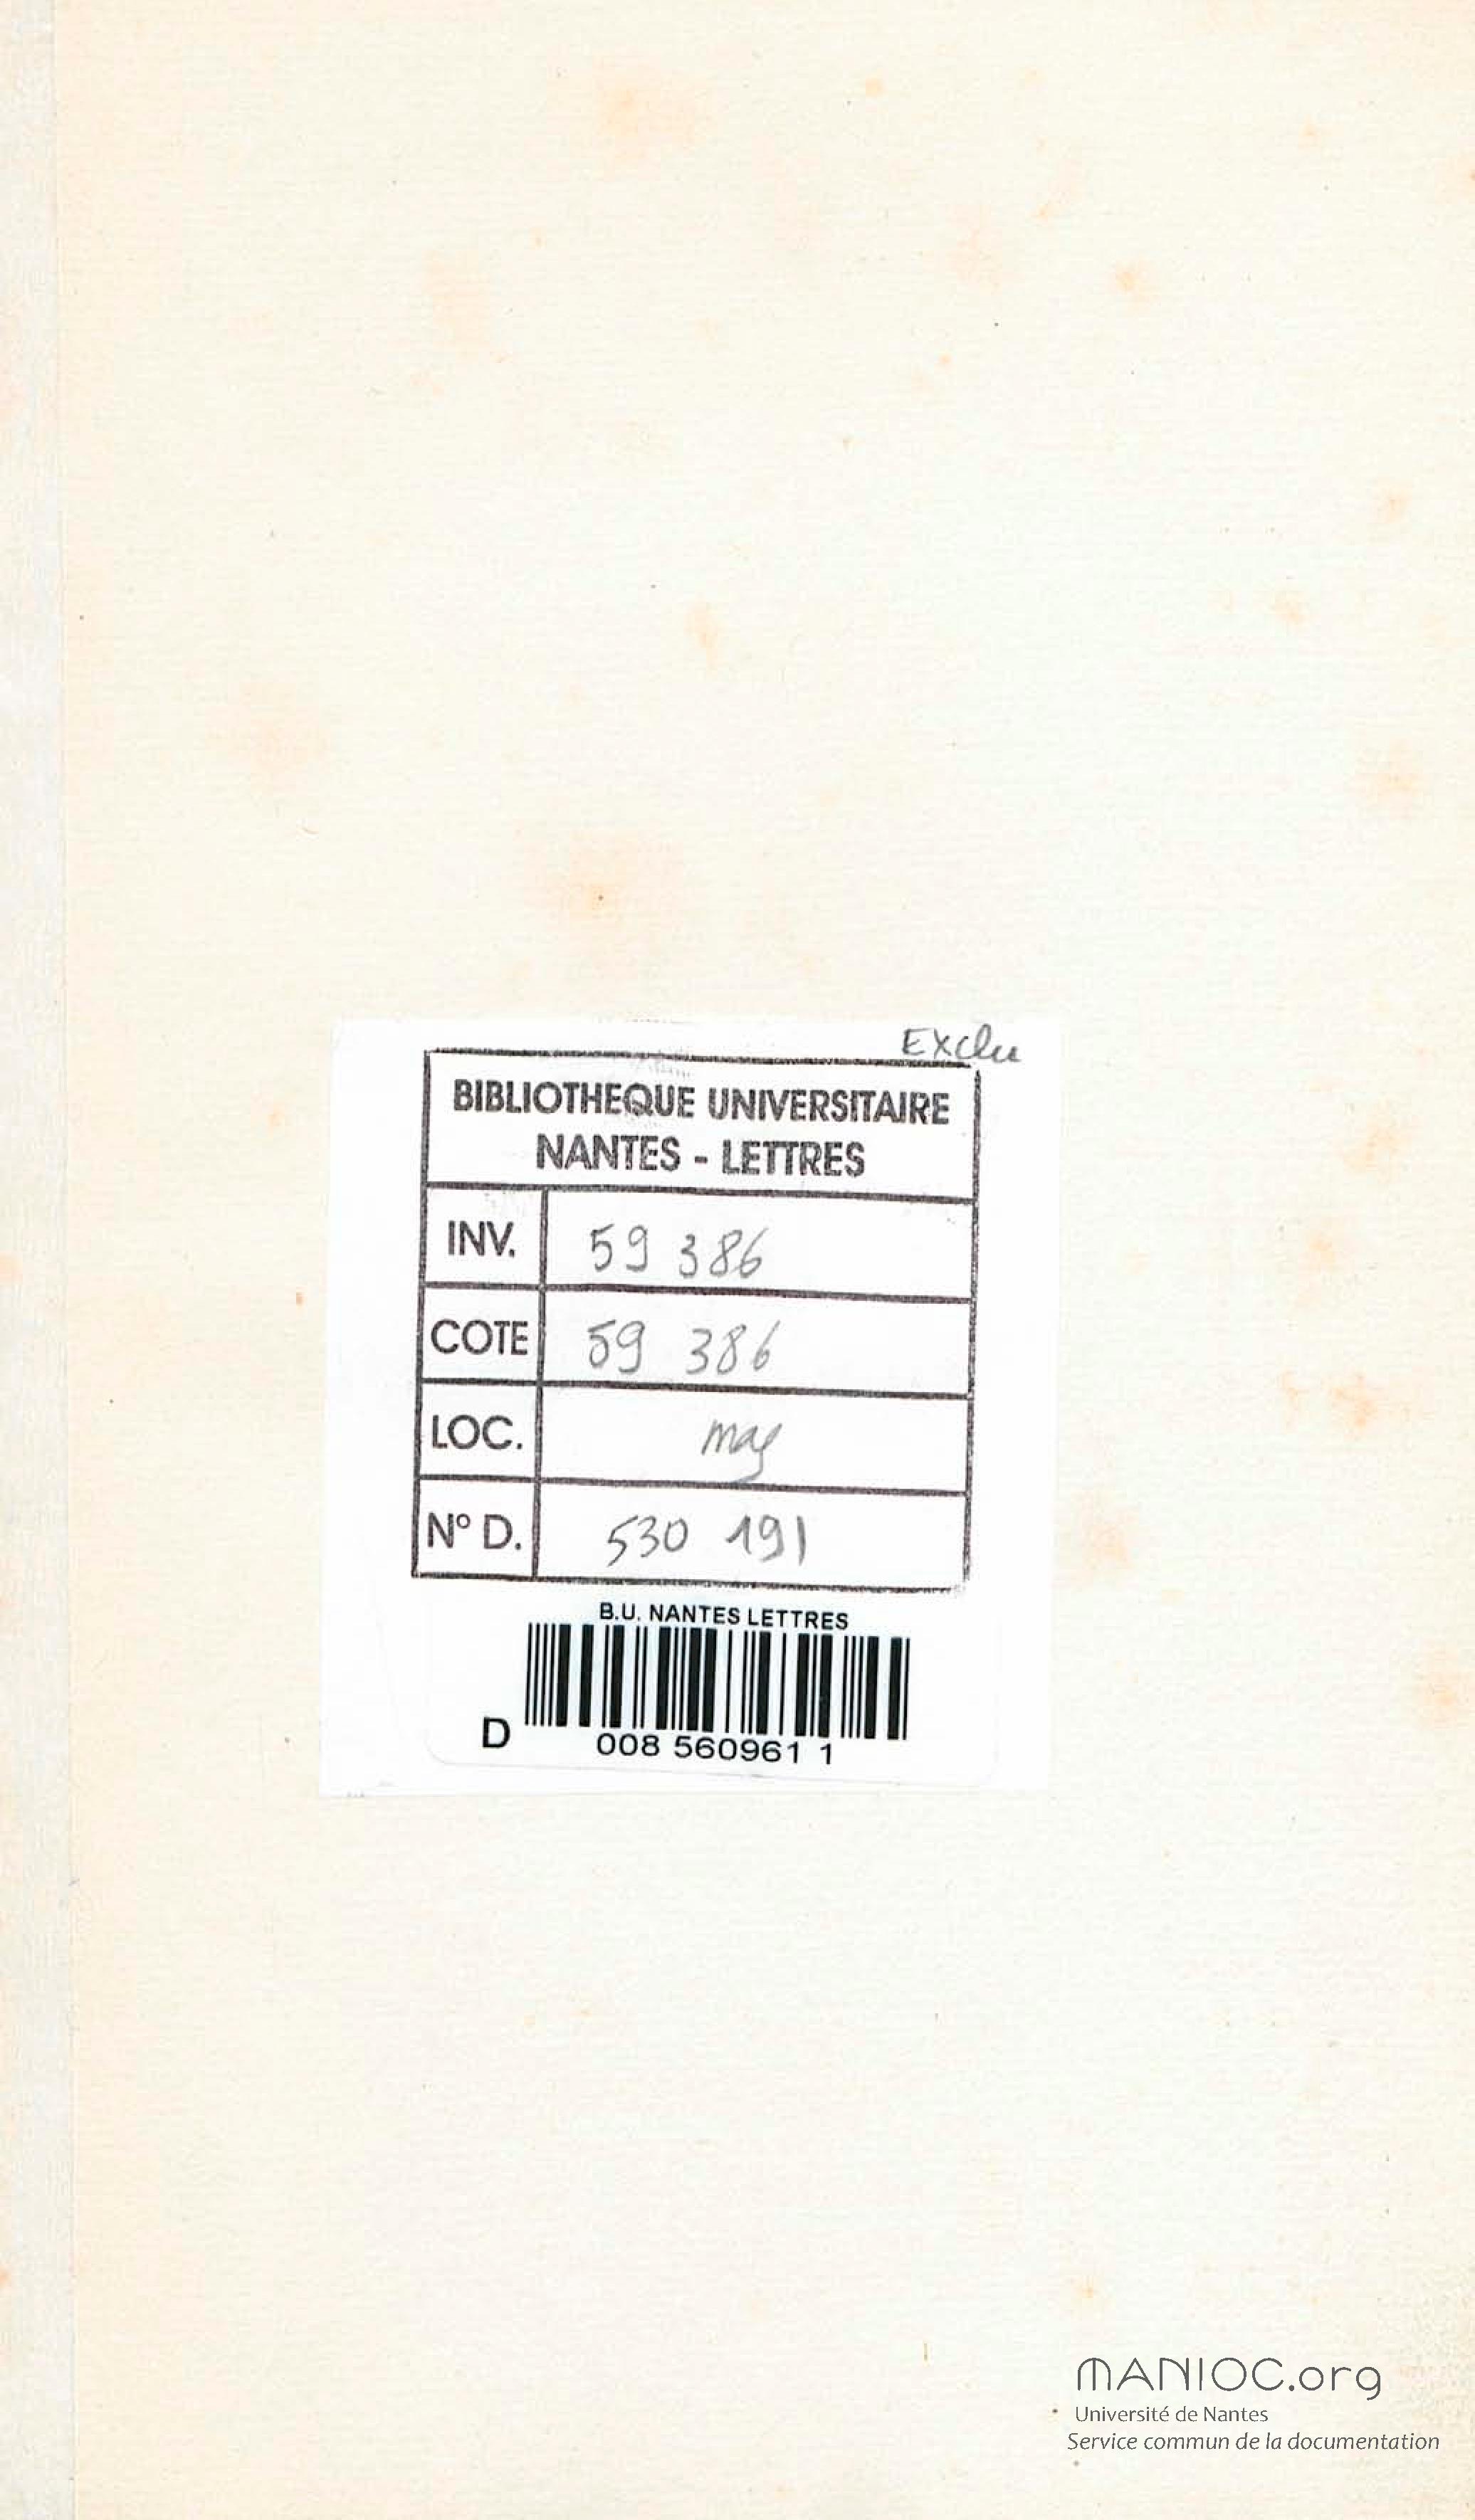 Exclu
BIBLIOTHEQUE UNIVERSITAIRE
NANTES - LETTRES
INV. 59 386
COTE 59 386
LOC. mag
N° D. 530 191
B.U. NANTES LETTRES
D 008 560961 1
MANIOC.org
Université de Nantes
Service commun de la documentation